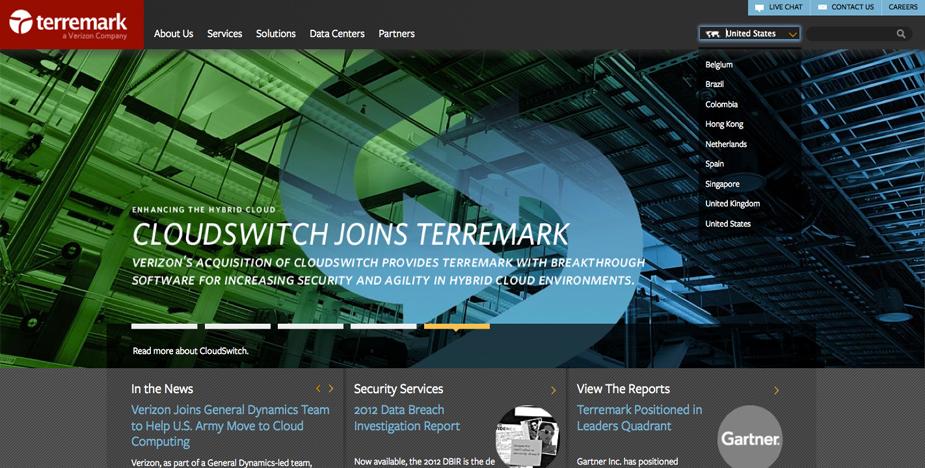 terremark
a Verizon Company
LIVE CHAT
CONTACT US
CAREERS
About Us
Services
Solutions
Data Centers
Partners
United States
Belgium
Brazil
Colombia
Hong Kong
Netherlands
Spain
Singapore
United Kingdom
United States
ENHANCING THE HYBRID CLOUD
CLOUDSWITCH JOINS TERREMARK
VERIZON'S ACQUISITION OF CLOUDSWITCH PROVIDES TERREMARK WITH BREAKTHROUGH
SOFTWARE FOR INCREASING SECURITY AND AGILITY IN HYBRID CLOUD ENVIRONMENTS.
Read more about CloudSwitch.
In the News
Verizon Joins General Dynamics Team
to Help U.S. Army Move to Cloud
Computing
Verizon, as part of a General Dynamics-led team,
Security Services
2012 Data Breach
Investigation Report
Now available, the 2012 DBIR is the de
View The Reports
Terremark Positioned in
Leaders Quadrant
Gartner
Gartner Inc. has positioned